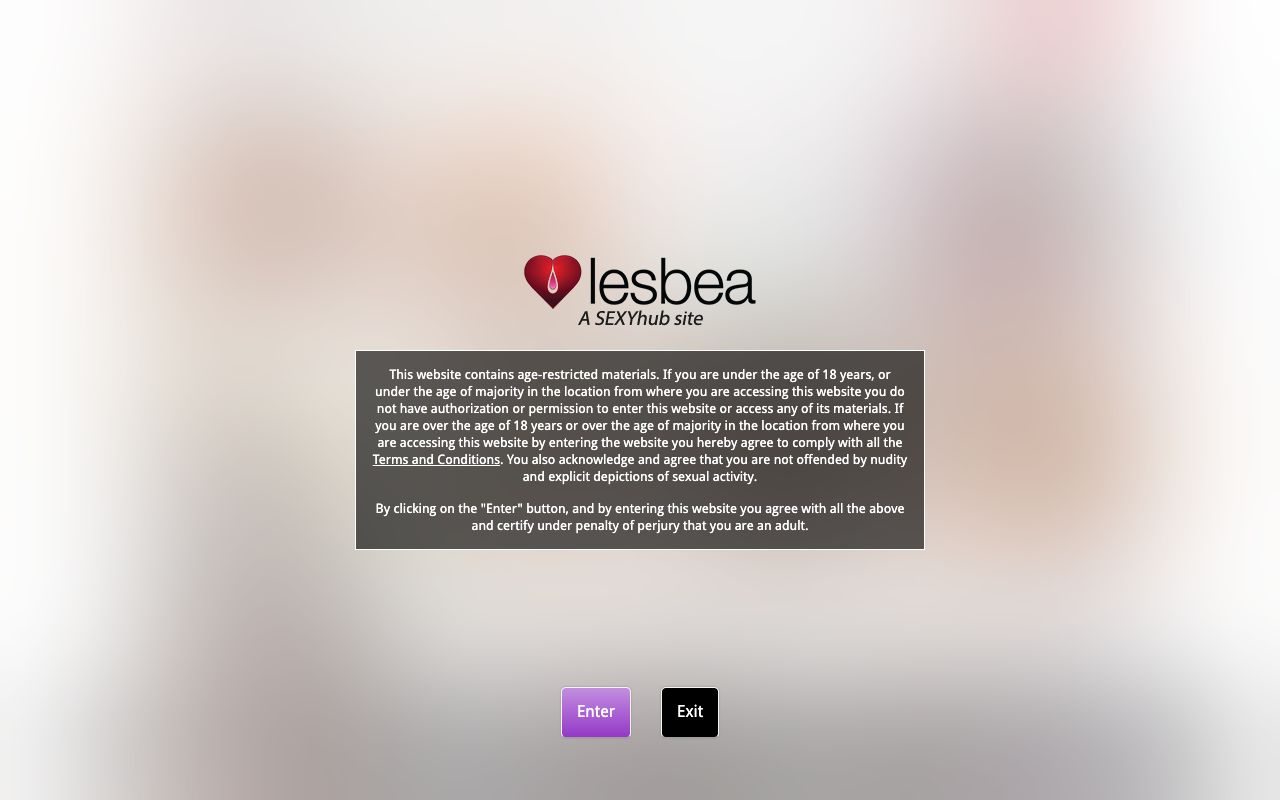 lesbea
A SEXYhub site
This website contains age-restricted materials. If you are under the age of 18 years, or
under the age of majority in the location from where you are accessing this website you do
not have authorization or permission to enter this website or access any of its materials. If
you are over the age of 18 years or over the age of majority in the location from where you
are accessing this website by entering the website you hereby agree to comply with all the
Terms and Conditions. You also acknowledge and agree that you are not offended by nudity
and explicit depictions of sexual activity.
By clicking on the "Enter" button, and by entering this website you agree with all the above
and certify under penalty of perjury that you are an adult.
Enter
Exit